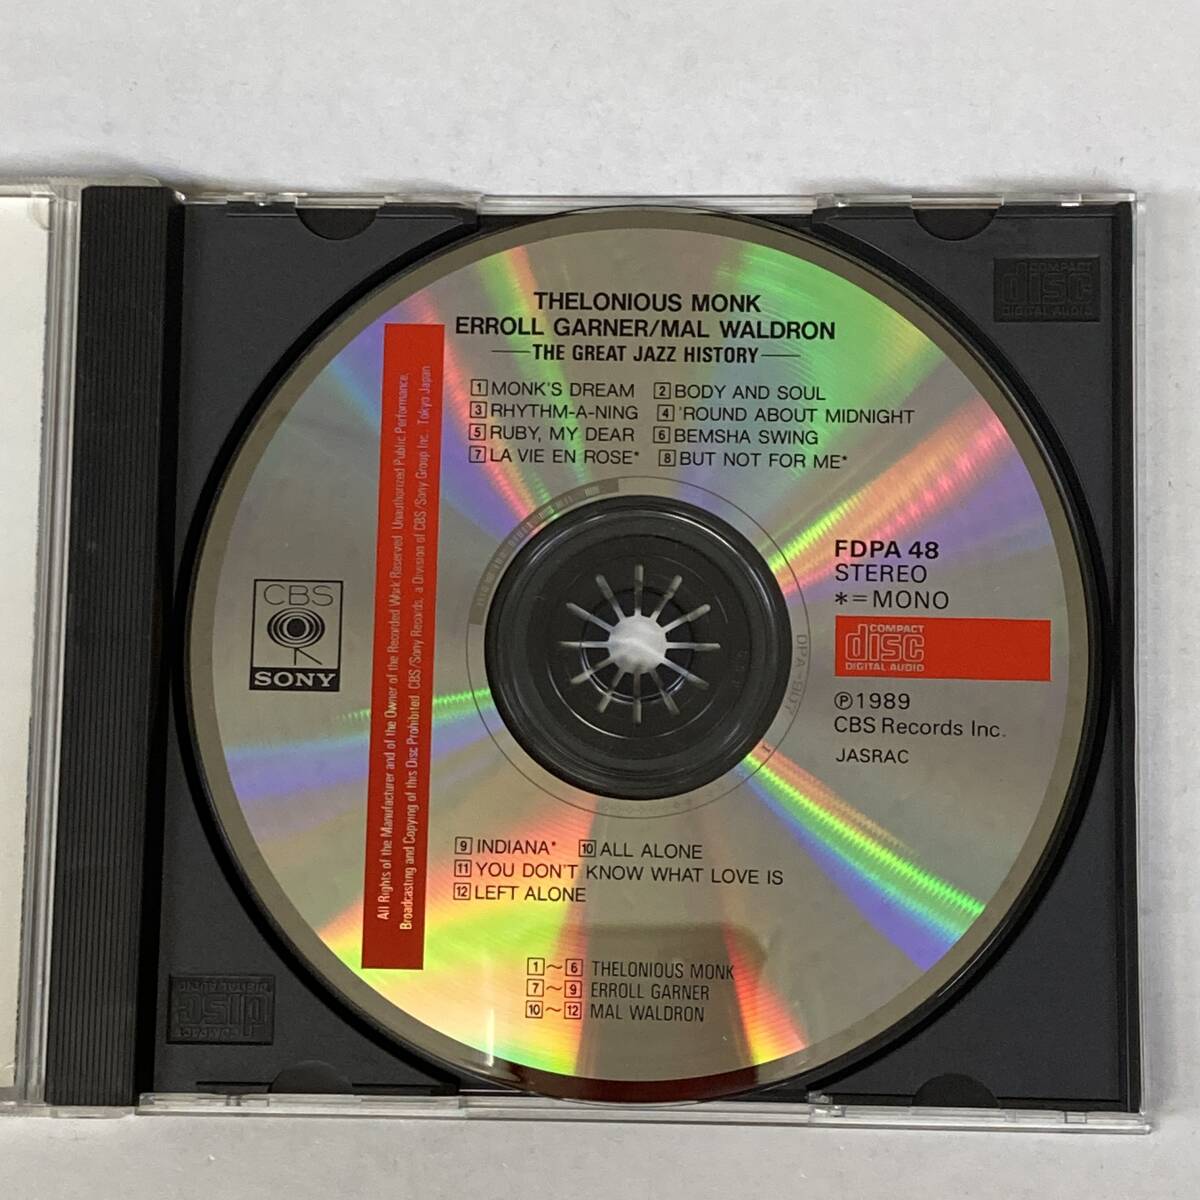 THELONIOUS MONK
ERROLL GARNER/MAL WALDRON
THE GREAT JAZZ HISTORY
1 MONK'S DREAM 2 BODY AND SOUL
3 RHYTHM-A-NING 4 'ROUND ABOUT MIDNIGHT
5 RUBY, MY DEAR 6 BEMSHA SWING
7 LA VIE EN ROSE* 8 BUT NOT FOR ME*
All Rights of the Manufacturer and of the Owner of the Recorded Work Reserved. Unauthorized Public Performance,
Broadcasting and Copying of this Disc Prohibited. CBS/Sony Records, a Division of CBS/Sony Group Inc. Tokyo Japan
CBS
SONY
FDPA 48
STEREO
*=MONO
COMPACT
disc
DIGITAL AUDIO
℗1989
CBS Records Inc.
JASRAC
9 INDIANA* 10 ALL ALONE
11 YOU DON'T KNOW WHAT LOVE IS
12 LEFT ALONE
1~6 THELONIOUS MONK
7~9 ERROLL GARNER
10~12 MAL WALDRON
COMPACT
disc
DIGITAL AUDIO
COMPACT
disc
DIGITAL AUDIO